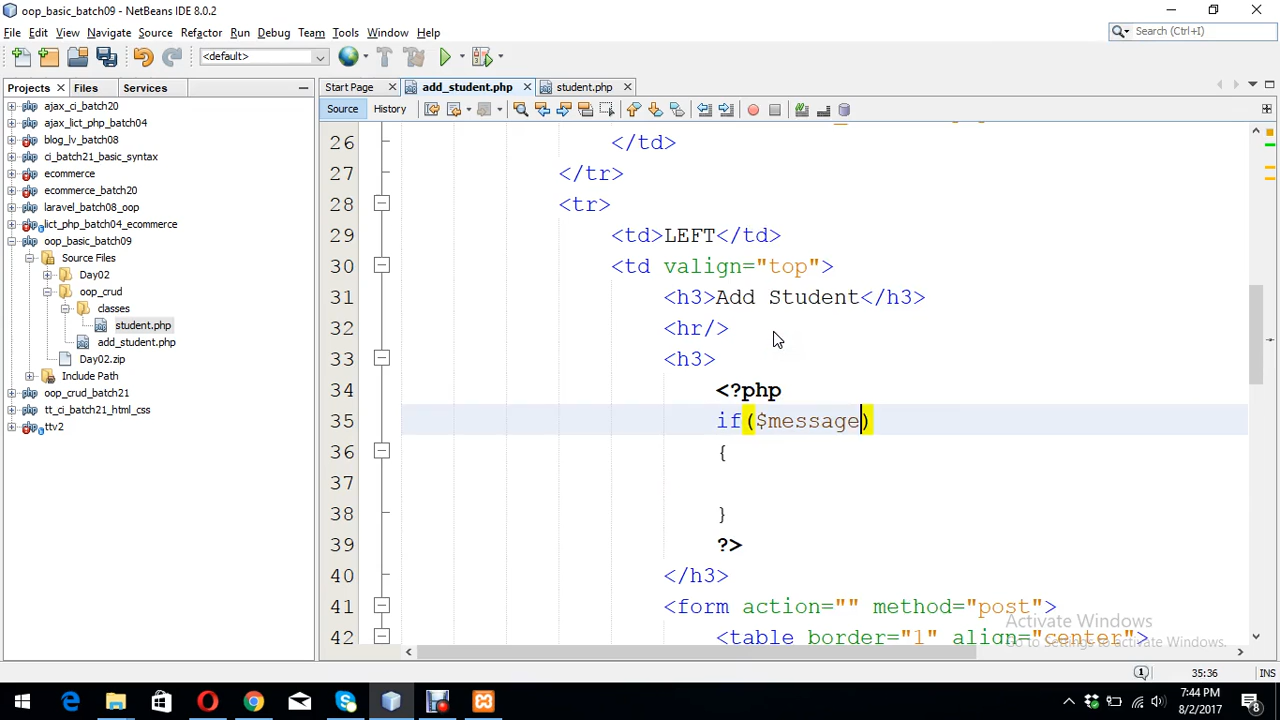 oop_basic_batch09 - NetBeans IDE 8.0.2
File Edit View Navigate Source Refactor Run Debug Team Tools Window Help
Search (Ctrl+I)
<default>
Projects Files Services
Start Page add_student.php student.php
Source History
ajax_ci_batch20
ajax_lict_php_batch04
blog_lv_batch08
ci_batch21_basic_syntax
ecommerce
ecommerce_batch20
laravel_batch08_oop
lict_php_batch04_ecommerce
oop_basic_batch09
Source Files
Day02
oop_crud
classes
student.php
add_student.php
Day02.zip
Include Path
oop_crud_batch21
tt_ci_batch21_html_css
ttv2
26 </td>
27 </tr>
28 <tr>
29 <td>LEFT</td>
30 <td valign="top">
31 <h3>Add Student</h3>
32 <hr/>
33 <h3>
34 <?php
35 if($message)
36 {
37
38 }
39 ?>
40 </h3>
41 <form action="" method="post">
42 <table border="1" align="center">
Activate Windows
Go to Settings to activate Windows.
1 35:36 INS
7:44 PM
8/2/2017
8